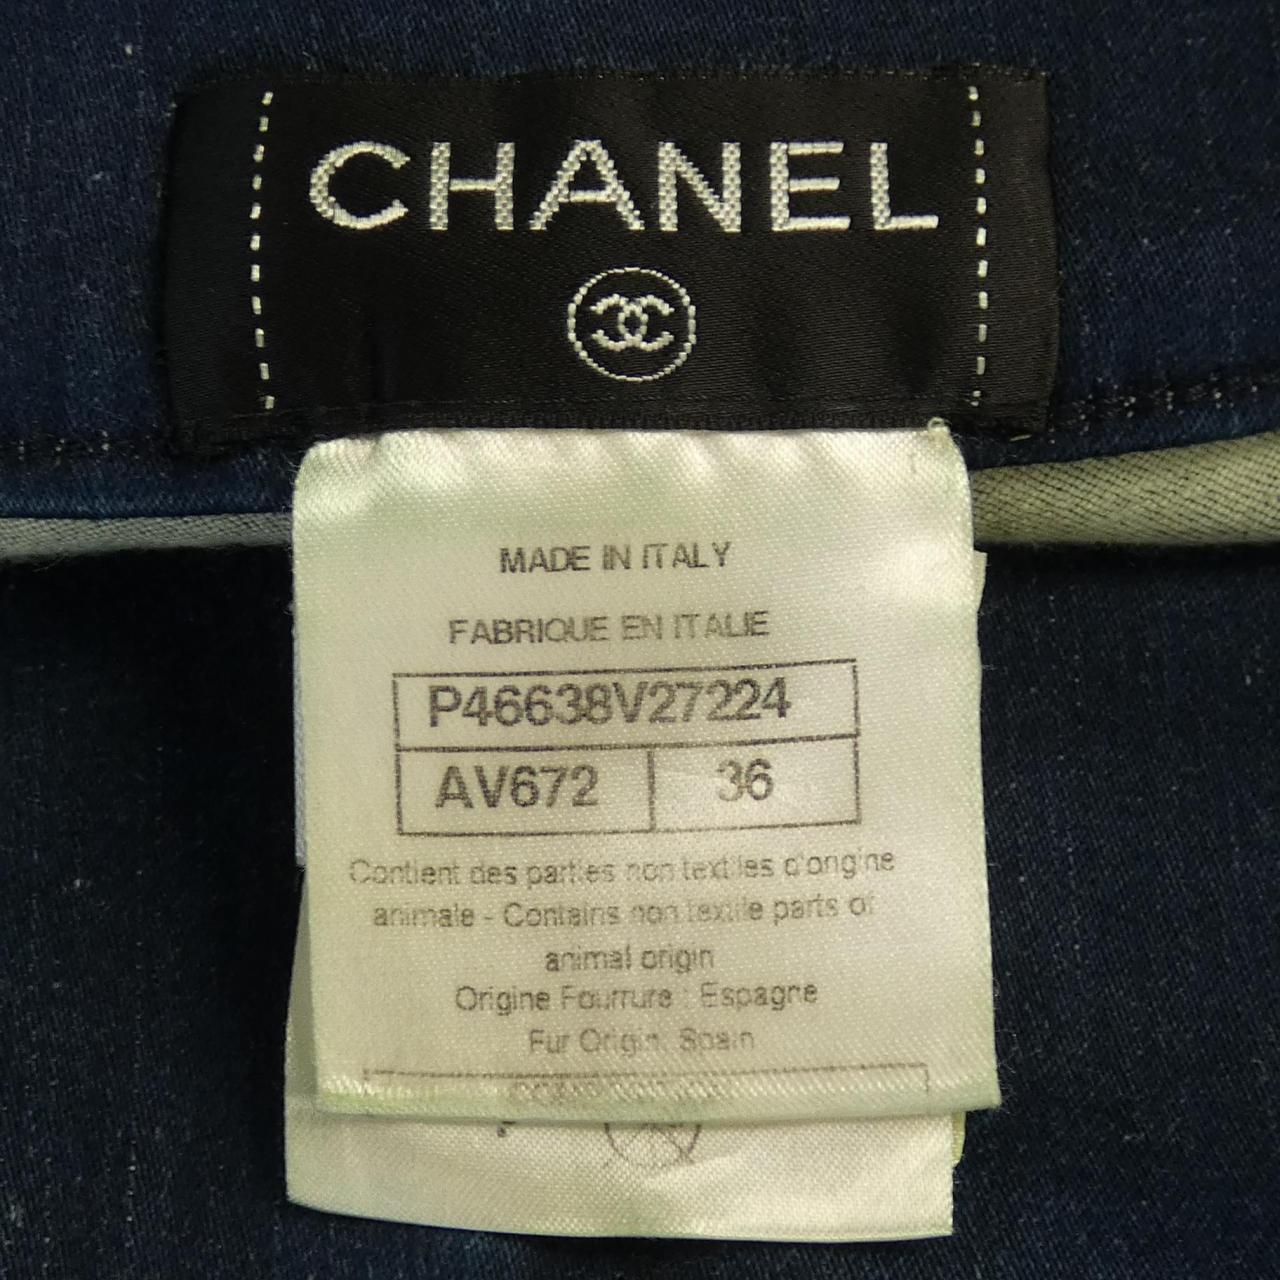 CHANEL
MADE IN ITALY
FABRIQUE EN ITALIE
P46638V27224
AV672 36
Contient des parties non textiles d'origine
animale - Contains non textile parts of
animal origin
Origine Fourrure : Espagne
Fur Origin: Spain